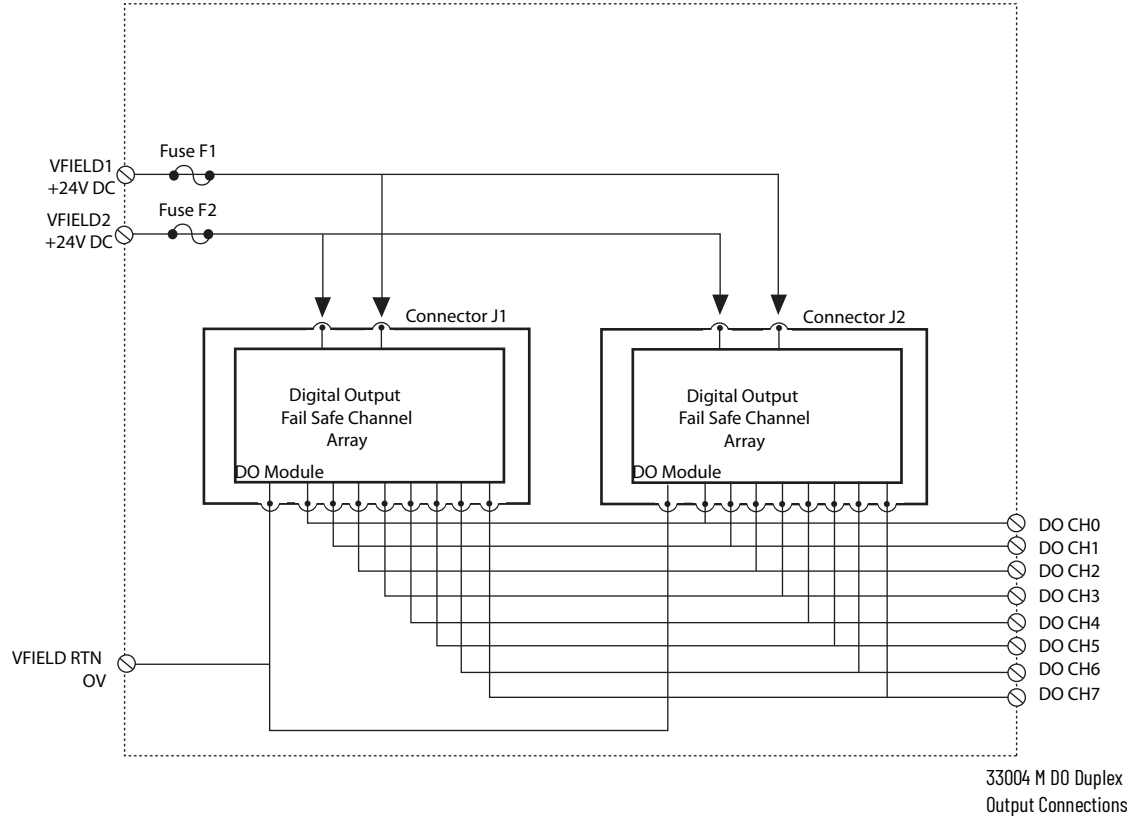 Fuse F1
VFIELD1
+24V DC
Fuse F2
VFIELD2
+24V DC
Connector J1
Connector J2
Digital Output
Fail Safe Channel
Array
DO Module
Digital Output
Fail Safe Channel
Array
DO Module
DO CH0
DO CH1
DO CH2
DO CH3
DO CH4
DO CH5
DO CH6
DO CH7
VFIELD RTN
OV
33004 M DO Duplex
Output Connections